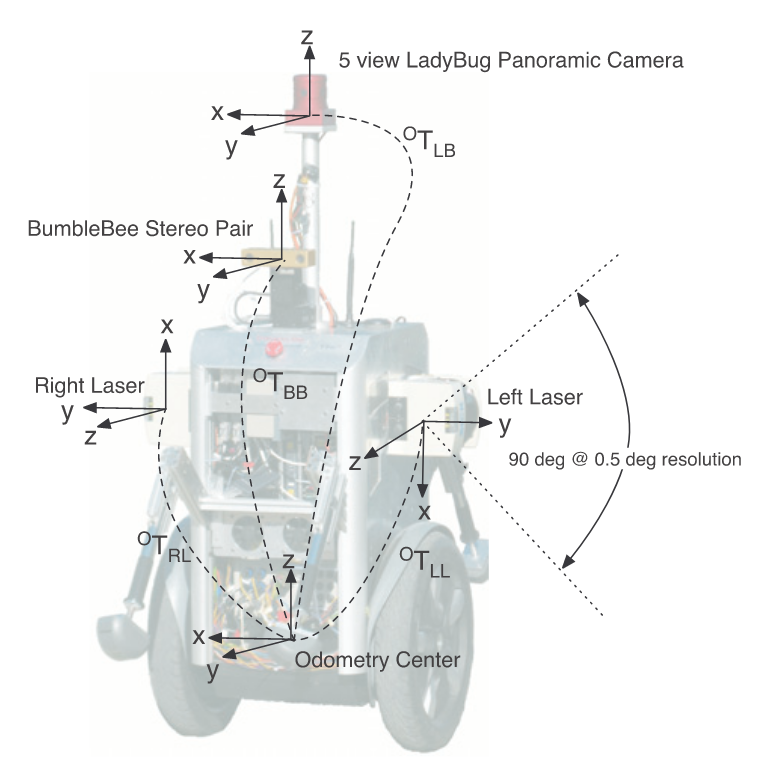 z
5 view LadyBug Panoramic Camera
x
y
OTLB
z
BumbleBee Stereo Pair
x
y
x
Right Laser
y
z
OTBB
Left Laser
y
z
90 deg @ 0.5 deg resolution
x
OTRL
OTLL
z
x
y
Odometry Center